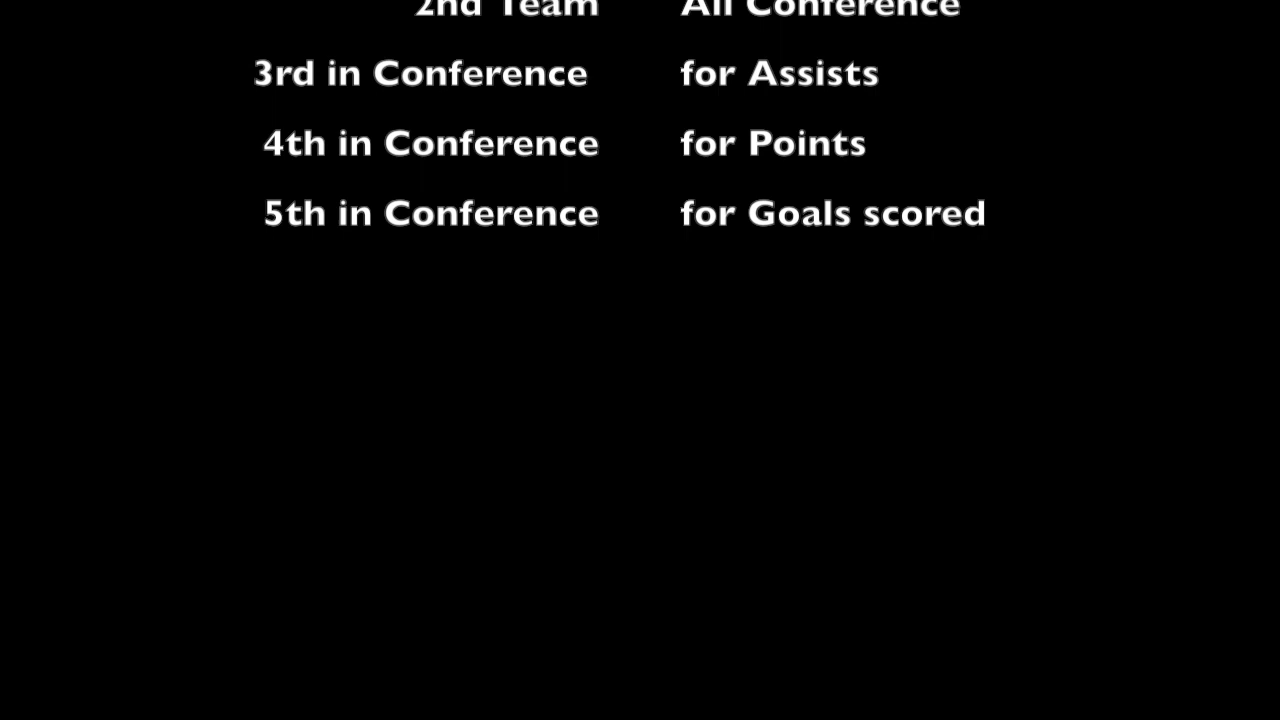 2nd Team All Conference
3rd in Conference for Assists
4th in Conference for Points
5th in Conference for Goals scored